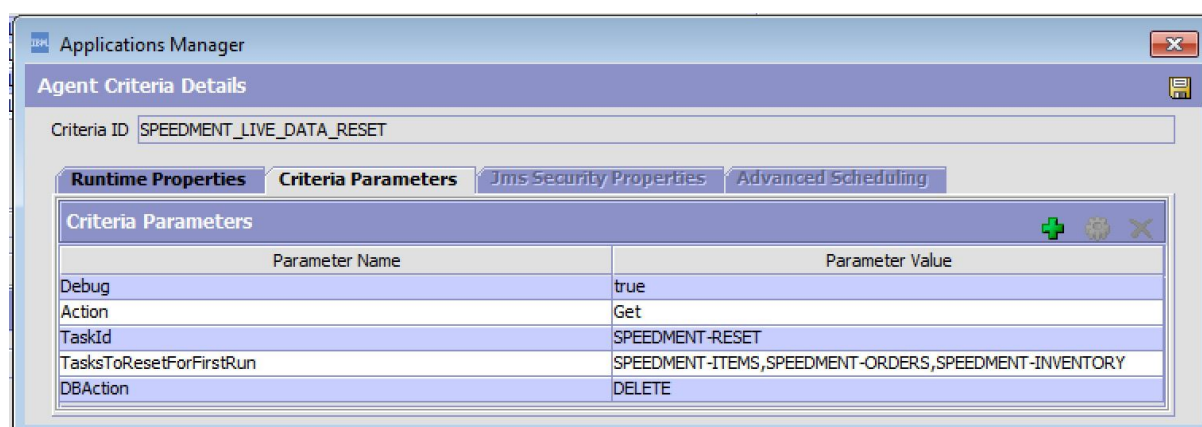 IBM Applications Manager
Agent Criteria Details
Criteria ID SPEEDMENT_LIVE_DATA_RESET
Runtime Properties Criteria Parameters Jms Security Properties Advanced Scheduling
Criteria Parameters
Parameter Name Parameter Value
Debug true
Action Get
TaskId SPEEDMENT-RESET
TasksToResetForFirstRun SPEEDMENT-ITEMS,SPEEDMENT-ORDERS,SPEEDMENT-INVENTORY
DBAction DELETE